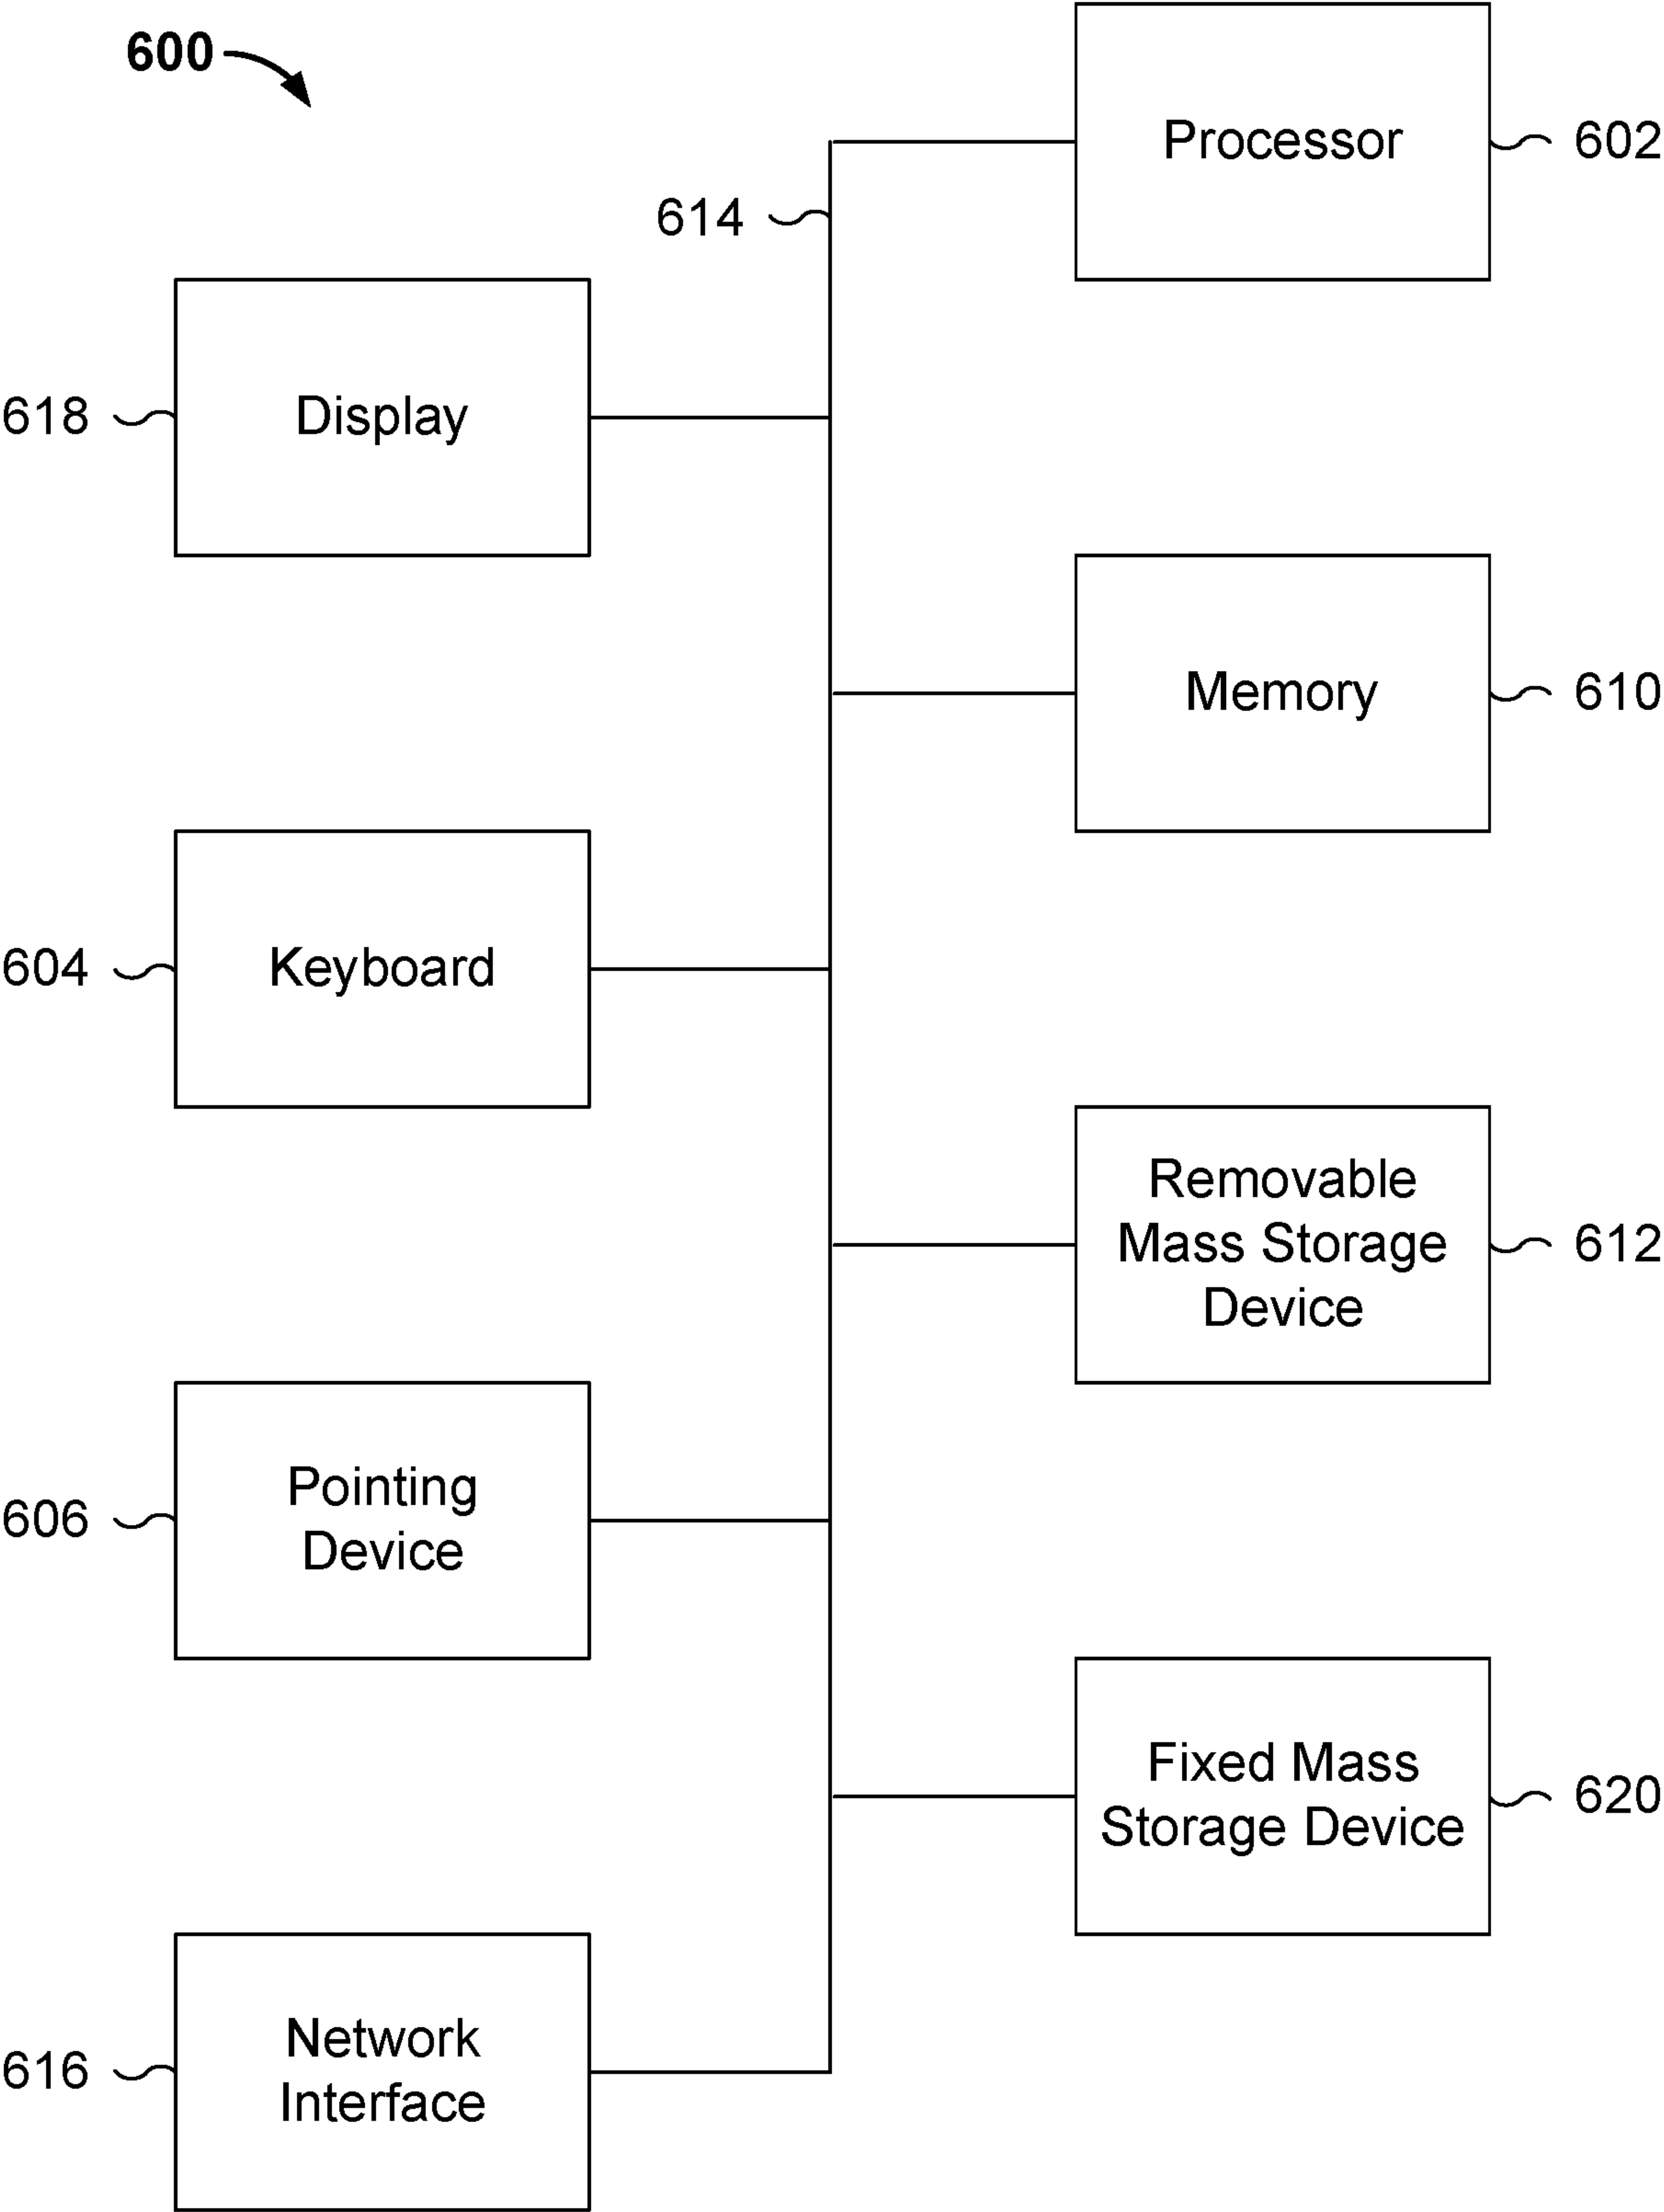 600
Processor
602
614
618
Display
Memory
610
604
Keyboard
Removable
Mass Storage
Device
612
606
Pointing
Device
Fixed Mass
Storage Device
620
616
Network
Interface